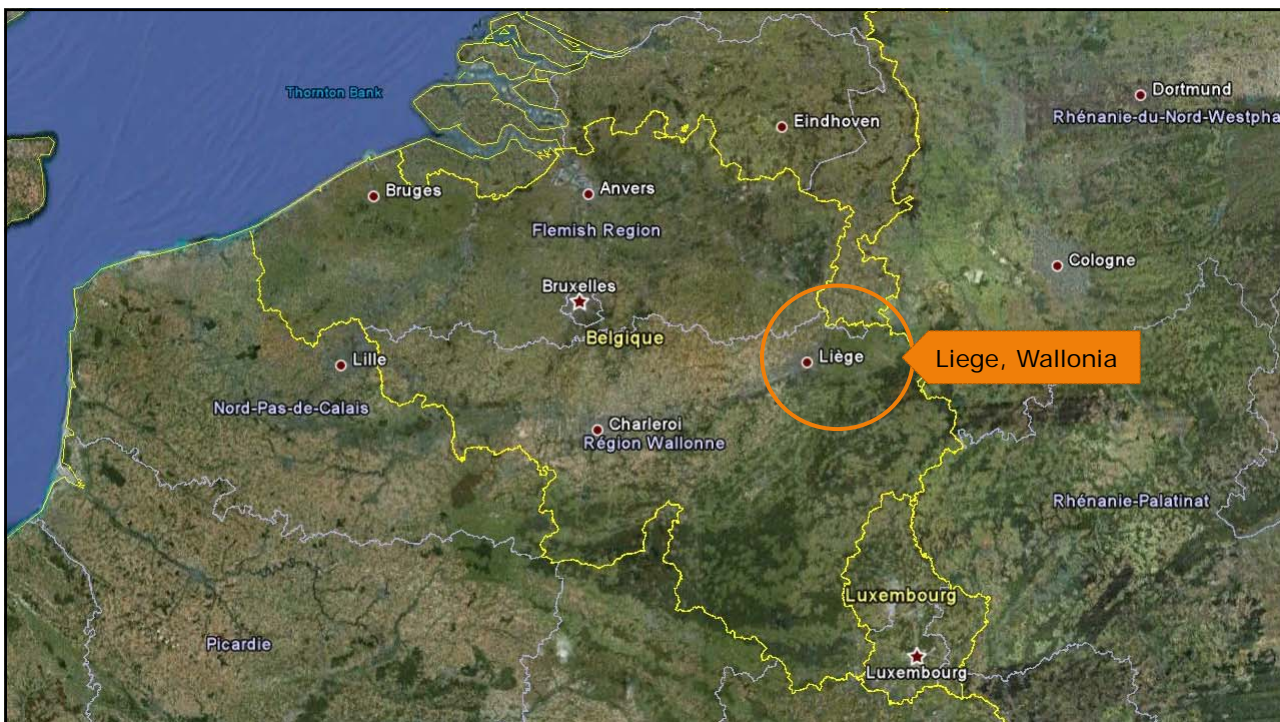 Thornton Bank
Dortmund
Rhénanie-du-Nord-Westpha
Eindhoven
Bruges
Anvers
Flemish Region
Cologne
Bruxelles
Belgique
Lille
Liège
Liege, Wallonia
Nord-Pas-de-Calais
Charleroi
Région Wallonne
Rhénanie-Palatinat
Luxembourg
Picardie
Luxembourg